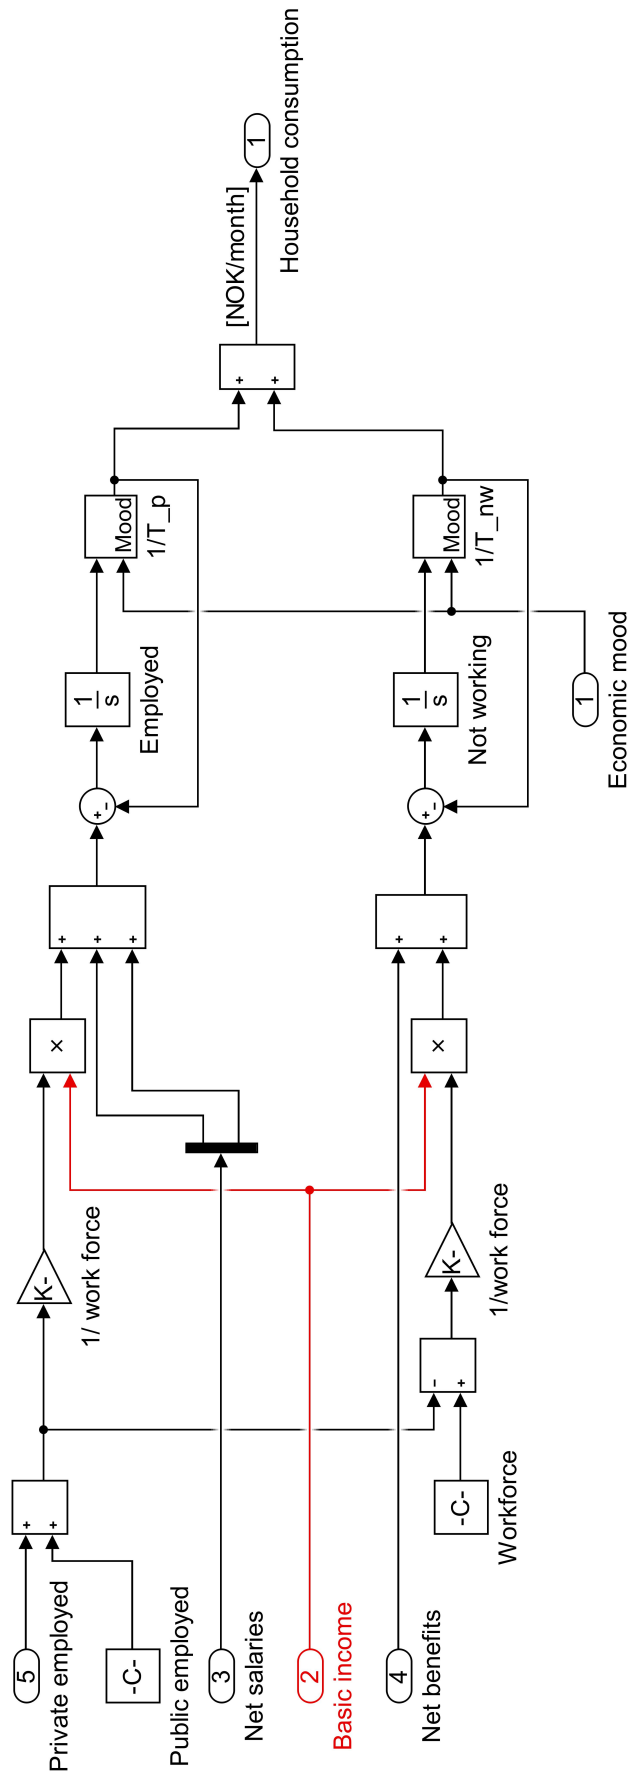 5
Private employed
-C-
Public employed
3
Net salaries
2
Basic income
4
Net benefits
+
+
-C-
Workforce
-
+
K-
1/ work force
K-
1/work force
×
×
+
+
+
+
+
+
-
+
-
1
s
Employed
1
s
Not working
1
Economic mood
Mood
1/T_p
Mood
1/T_nw
+
+
[NOK/month]
1
Household consumption